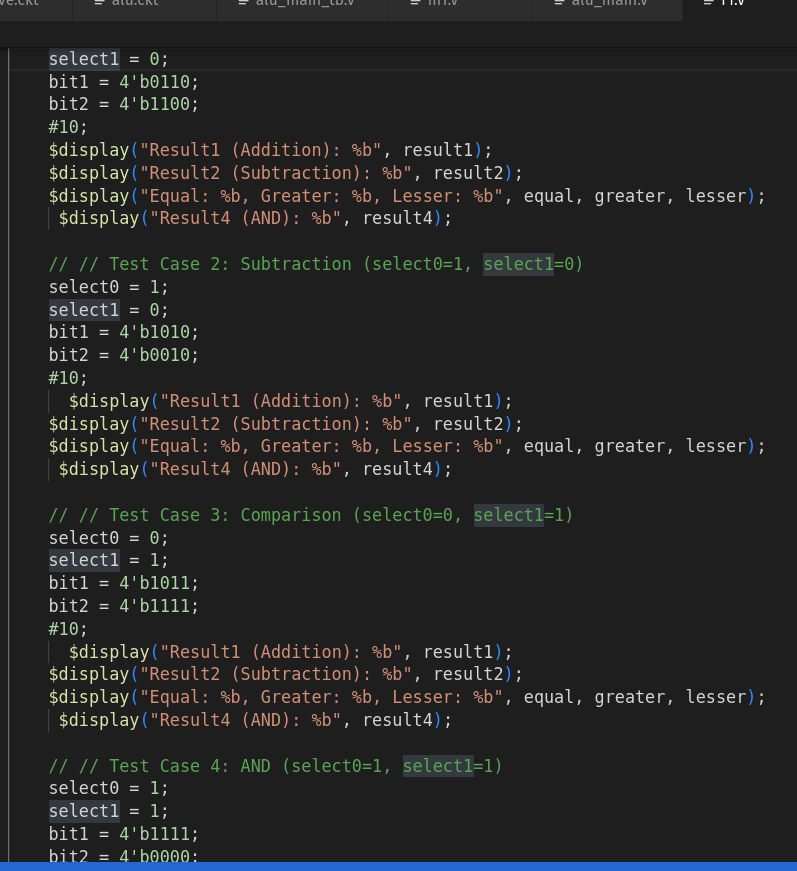 alu.ckt alu_main_tb.v alu_main.v
select1 = 0;
bit1 = 4'b0110;
bit2 = 4'b1100;
#10;
$display("Result1 (Addition): %b", result1);
$display("Result2 (Subtraction): %b", result2);
$display("Equal: %b, Greater: %b, Lesser: %b", equal, greater, lesser);
$display("Result4 (AND): %b", result4);
// // Test Case 2: Subtraction (select0=1, select1=0)
select0 = 1;
select1 = 0;
bit1 = 4'b1010;
bit2 = 4'b0010;
#10;
$display("Result1 (Addition): %b", result1);
$display("Result2 (Subtraction): %b", result2);
$display("Equal: %b, Greater: %b, Lesser: %b", equal, greater, lesser);
$display("Result4 (AND): %b", result4);
// // Test Case 3: Comparison (select0=0, select1=1)
select0 = 0;
select1 = 1;
bit1 = 4'b1011;
bit2 = 4'b1111;
#10;
$display("Result1 (Addition): %b", result1);
$display("Result2 (Subtraction): %b", result2);
$display("Equal: %b, Greater: %b, Lesser: %b", equal, greater, lesser);
$display("Result4 (AND): %b", result4);
// // Test Case 4: AND (select0=1, select1=1)
select0 = 1;
select1 = 1;
bit1 = 4'b1111;
bit2 = 4'b0000;